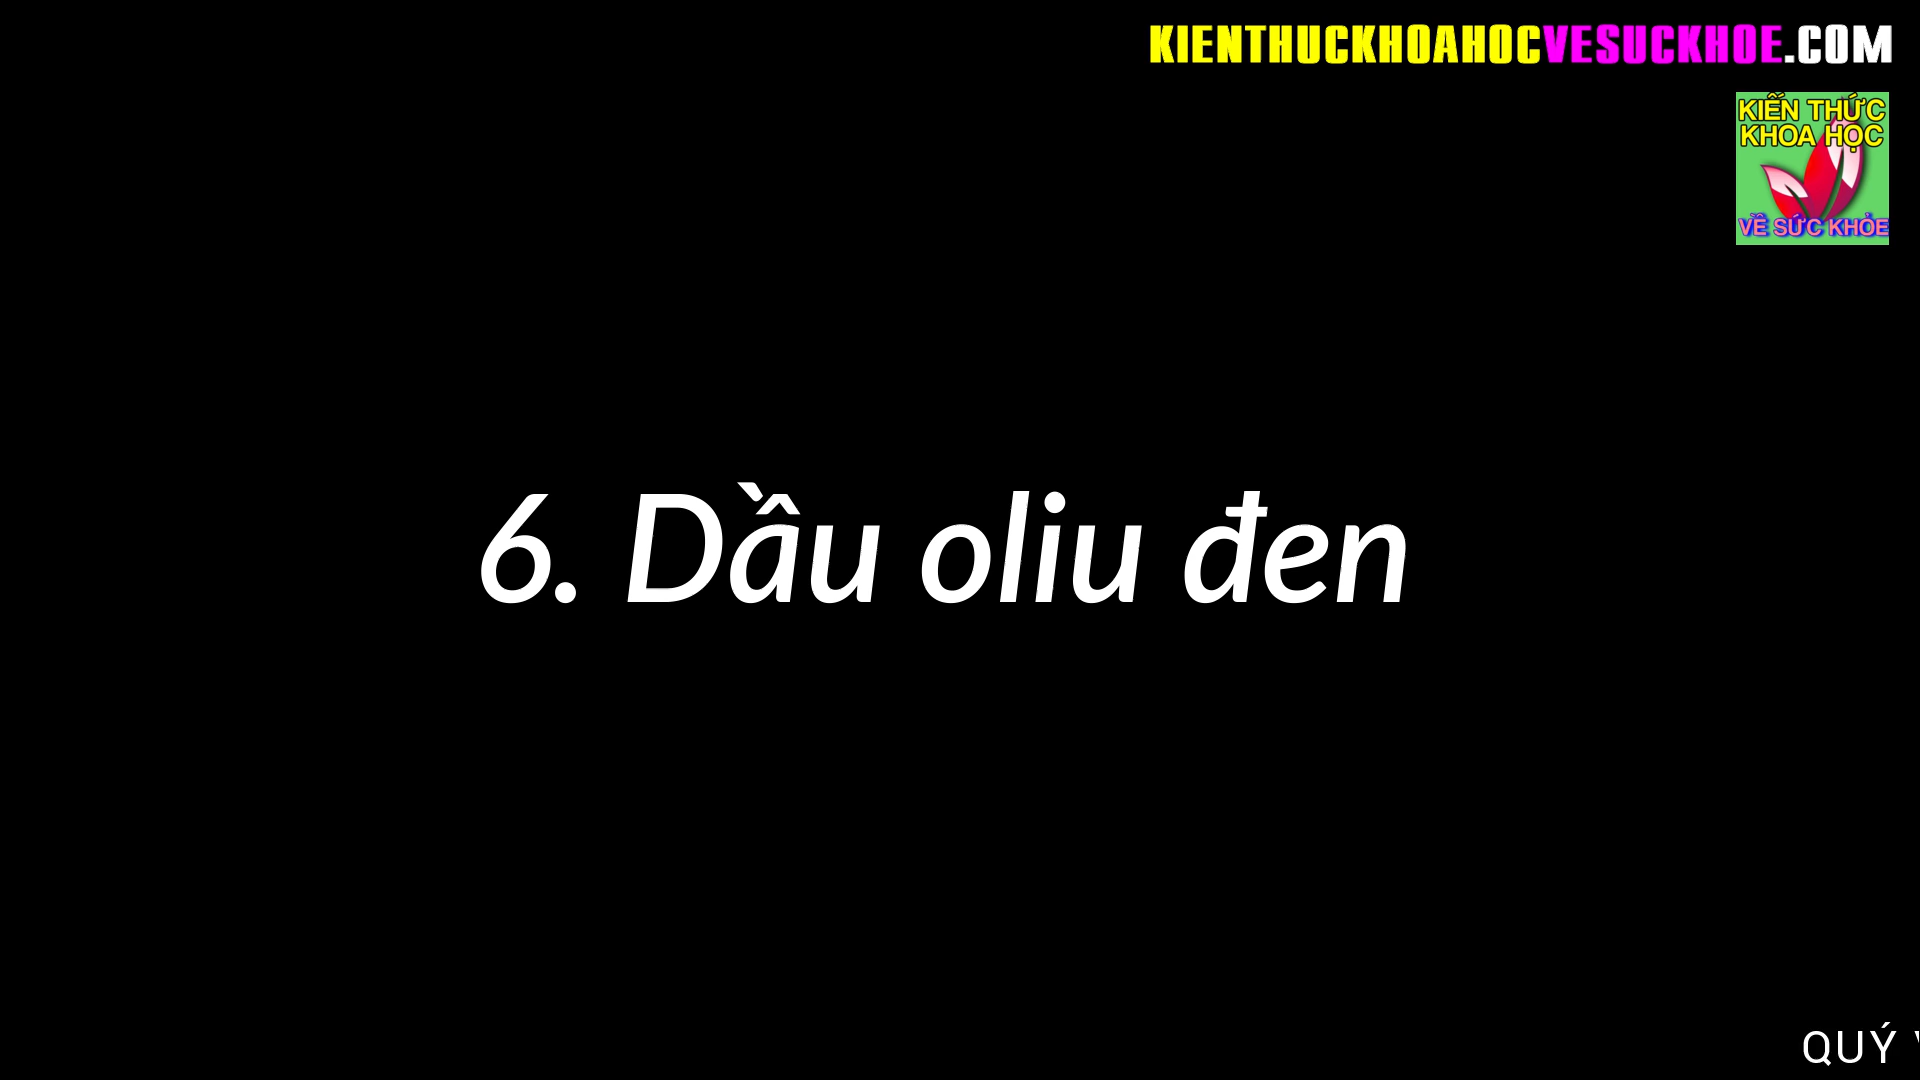 KIENTHUCKHOAHOCVESUCKHOE.COM
KIẾN THỨC
KHOA HỌC
VỀ SỨC KHỎE
6. Dầu oliu đen
QUÝ